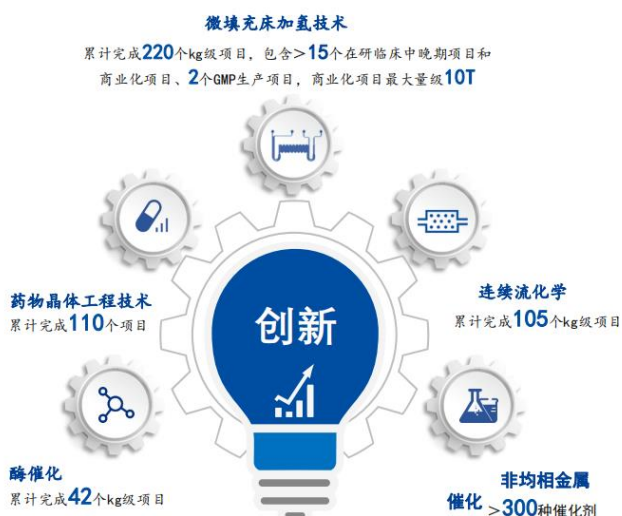 微填充床加氢技术
累计完成220个kg级项目，包含>15个在研临床中晚期项目和
商业化项目、2个GMP生产项目，商业化项目最大量级10T
药物晶体工程技术
累计完成110个项目
创新
连续流化学
累计完成105个kg级项目
酶催化
累计完成42个kg级项目
非均相金属
催化 >300种催化剂